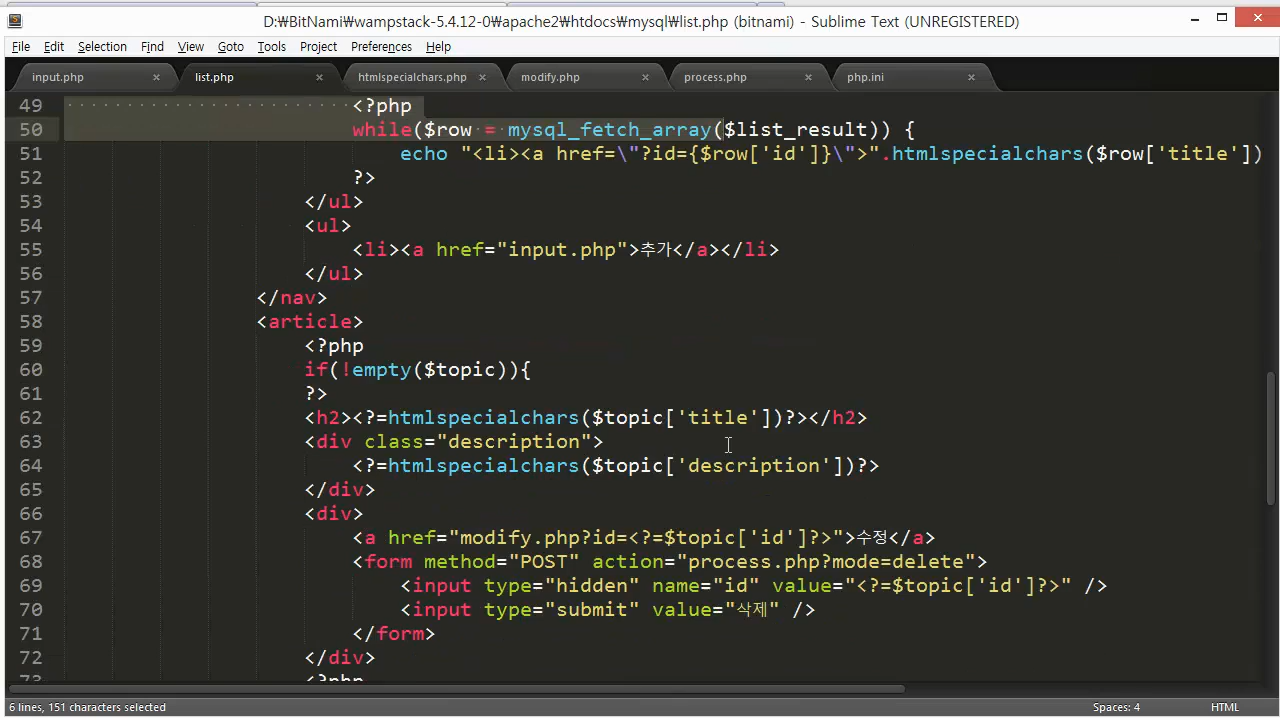 D:₩BitNami₩wampstack-5.4.12-0₩apache2₩htdocs₩mysql₩list.php (bitnami) - Sublime Text (UNREGISTERED)
File Edit Selection Find View Goto Tools Project Preferences Help
input.php × list.php × htmlspecialchars.php × modify.php × process.php × php.ini ×
49 <?php
50 while($row = mysql_fetch_array($list_result)) {
51 echo "<li><a href=\"?id={$row['id']}\">".htmlspecialchars($row['title'])
52 ?>
53 </ul>
54 <ul>
55 <li><a href="input.php">추가</a></li>
56 </ul>
57 </nav>
58 <article>
59 <?php
60 if(!empty($topic)){
61 ?>
62 <h2><?=htmlspecialchars($topic['title'])?></h2>
63 <div class="description">
64 <?=htmlspecialchars($topic['description'])?>
65 </div>
66 <div>
67 <a href="modify.php?id=<?=$topic['id']?>">수정</a>
68 <form method="POST" action="process.php?mode=delete">
69 <input type="hidden" name="id" value="<?=$topic['id']?>" />
70 <input type="submit" value="삭제" />
71 </form>
72 </div>
73 <?php
6 lines, 151 characters selected Spaces: 4 HTML